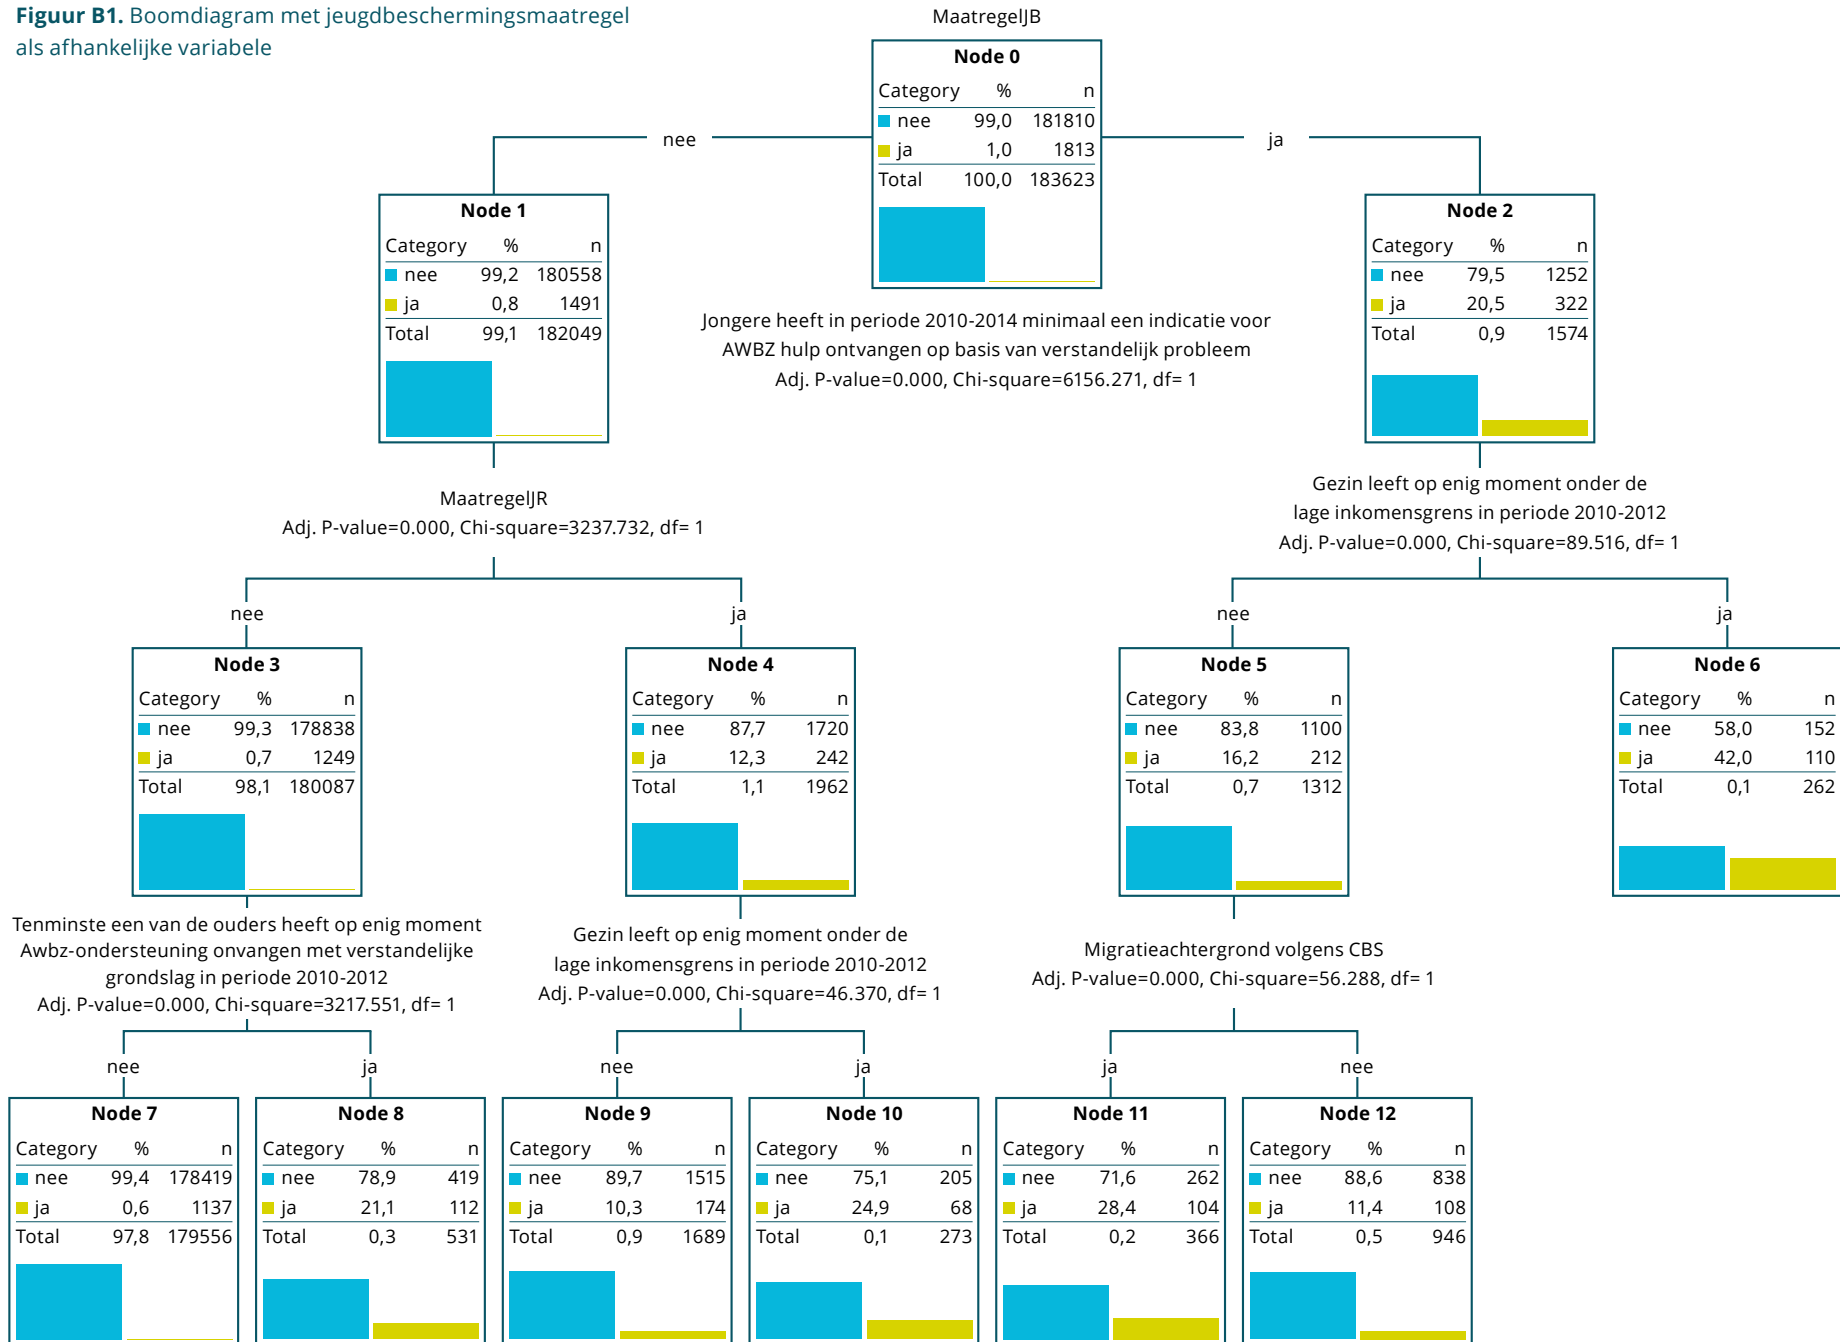 Figuur B1. Boomdiagram met jeugdbeschermingsmaatregel
als afhankelijke variabele
MaatregelJB
Node 0
Category % n
nee 99,0 181810
ja 1,0 1813
Total 100,0 183623
nee
ja
Node 1
Category % n
nee 99,2 180558
ja 0,8 1491
Total 99,1 182049
Node 2
Category % n
nee 79,5 1252
ja 20,5 322
Total 0,9 1574
Jongere heeft in periode 2010-2014 minimaal een indicatie voor
AWBZ hulp ontvangen op basis van verstandelijk probleem
Adj. P-value=0.000, Chi-square=6156.271, df= 1
MaatregelJR
Adj. P-value=0.000, Chi-square=3237.732, df= 1
Gezin leeft op enig moment onder de
lage inkomensgrens in periode 2010-2012
Adj. P-value=0.000, Chi-square=89.516, df= 1
nee
ja
nee
ja
Node 3
Category % n
nee 99,3 178838
ja 0,7 1249
Total 98,1 180087
Node 4
Category % n
nee 87,7 1720
ja 12,3 242
Total 1,1 1962
Node 5
Category % n
nee 83,8 1100
ja 16,2 212
Total 0,7 1312
Node 6
Category % n
nee 58,0 152
ja 42,0 110
Total 0,1 262
Tenminste een van de ouders heeft op enig moment
Awbz-ondersteuning onvangen met verstandelijke
grondslag in periode 2010-2012
Adj. P-value=0.000, Chi-square=3217.551, df= 1
Gezin leeft op enig moment onder de
lage inkomensgrens in periode 2010-2012
Adj. P-value=0.000, Chi-square=46.370, df= 1
Migratieachtergrond volgens CBS
Adj. P-value=0.000, Chi-square=56.288, df= 1
nee
ja
nee
ja
ja
nee
Node 7
Category % n
nee 99,4 178419
ja 0,6 1137
Total 97,8 179556
Node 8
Category % n
nee 78,9 419
ja 21,1 112
Total 0,3 531
Node 9
Category % n
nee 89,7 1515
ja 10,3 174
Total 0,9 1689
Node 10
Category % n
nee 75,1 205
ja 24,9 68
Total 0,1 273
Node 11
Category % n
nee 71,6 262
ja 28,4 104
Total 0,2 366
Node 12
Category % n
nee 88,6 838
ja 11,4 108
Total 0,5 946